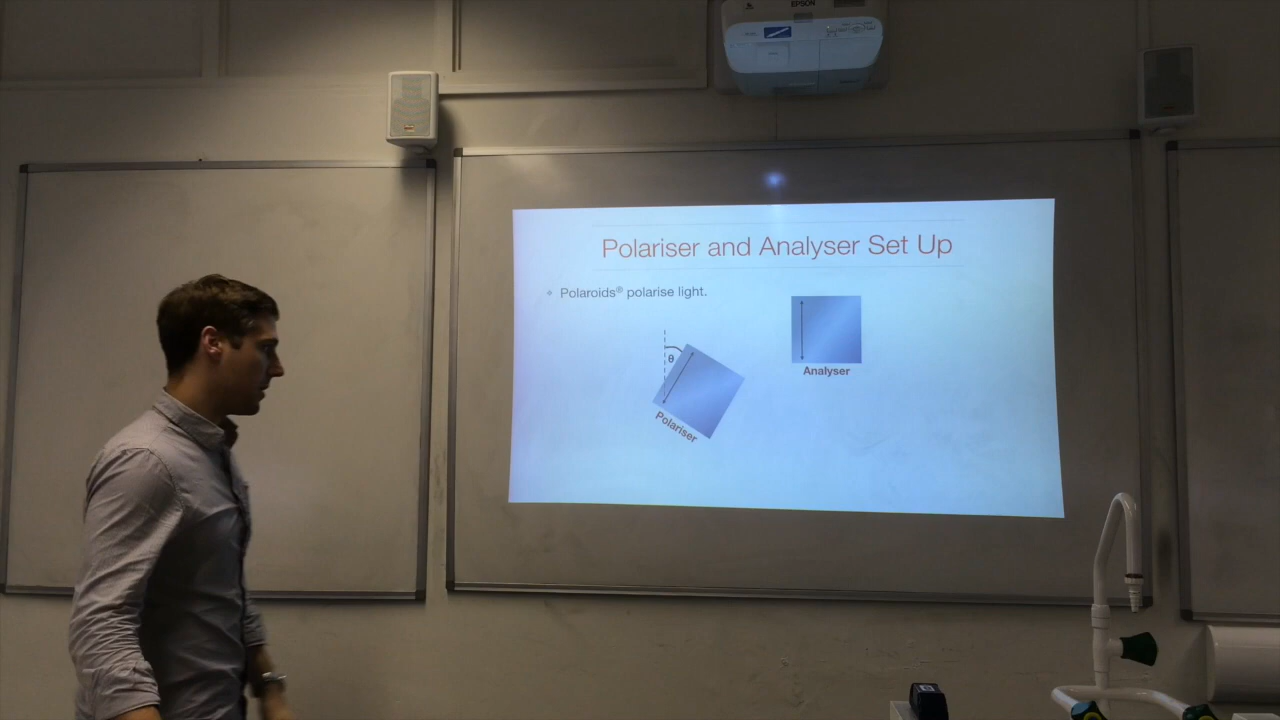 EPSON
Polariser and Analyser Set Up
Polaroids® polarise light.
θ
Polariser
Analyser